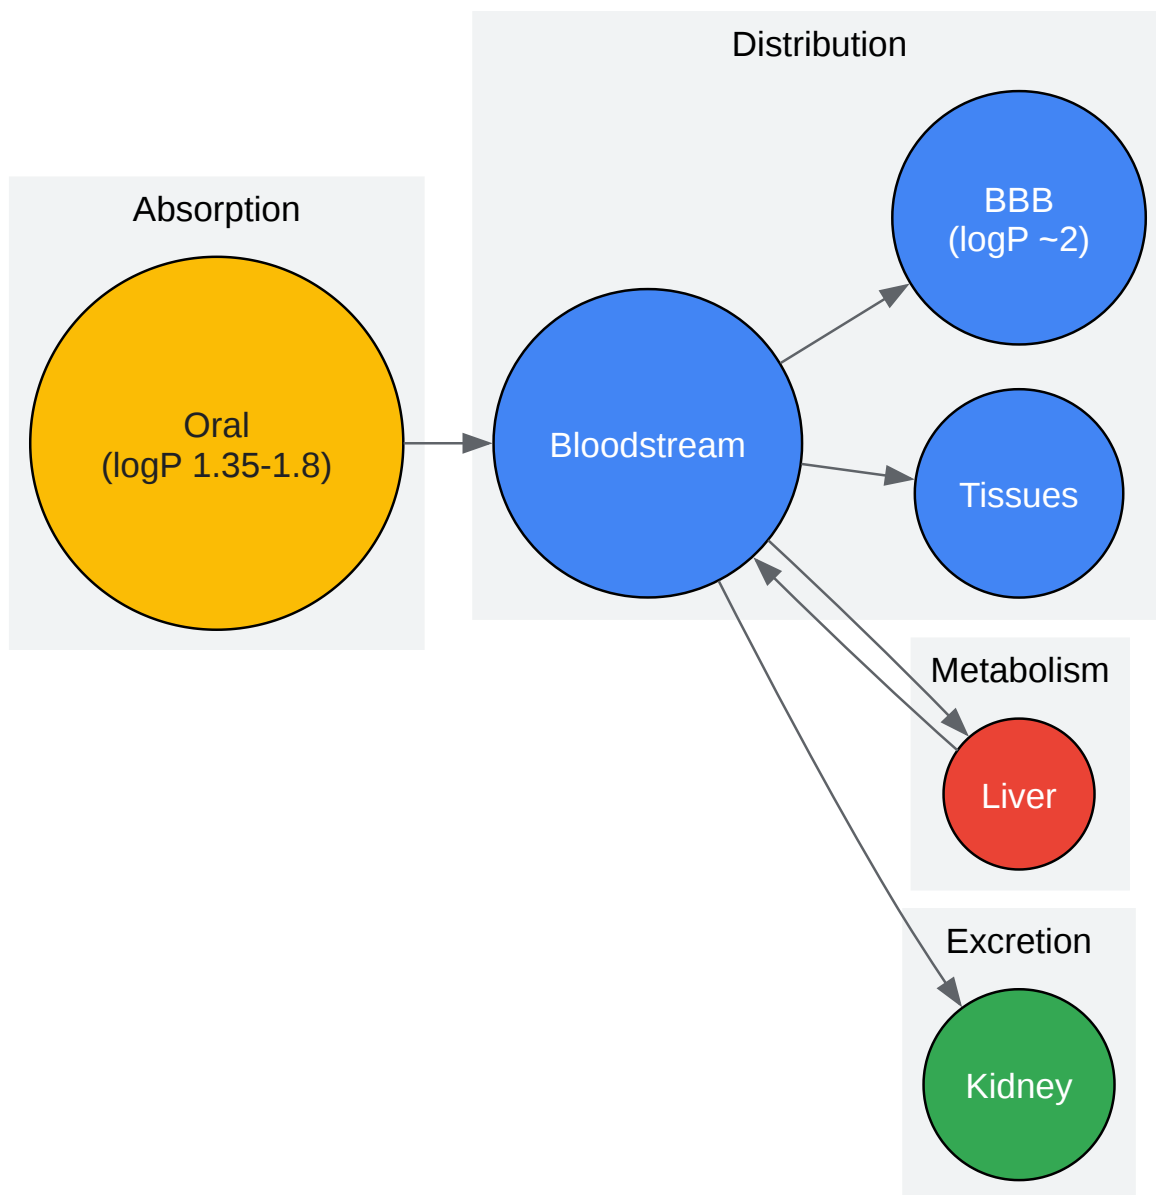 Distribution
BBB
(logP ~2)
Absorption
Oral
(logP 1.35-1.8)
Bloodstream
Tissues
Metabolism
Liver
Excretion
Kidney